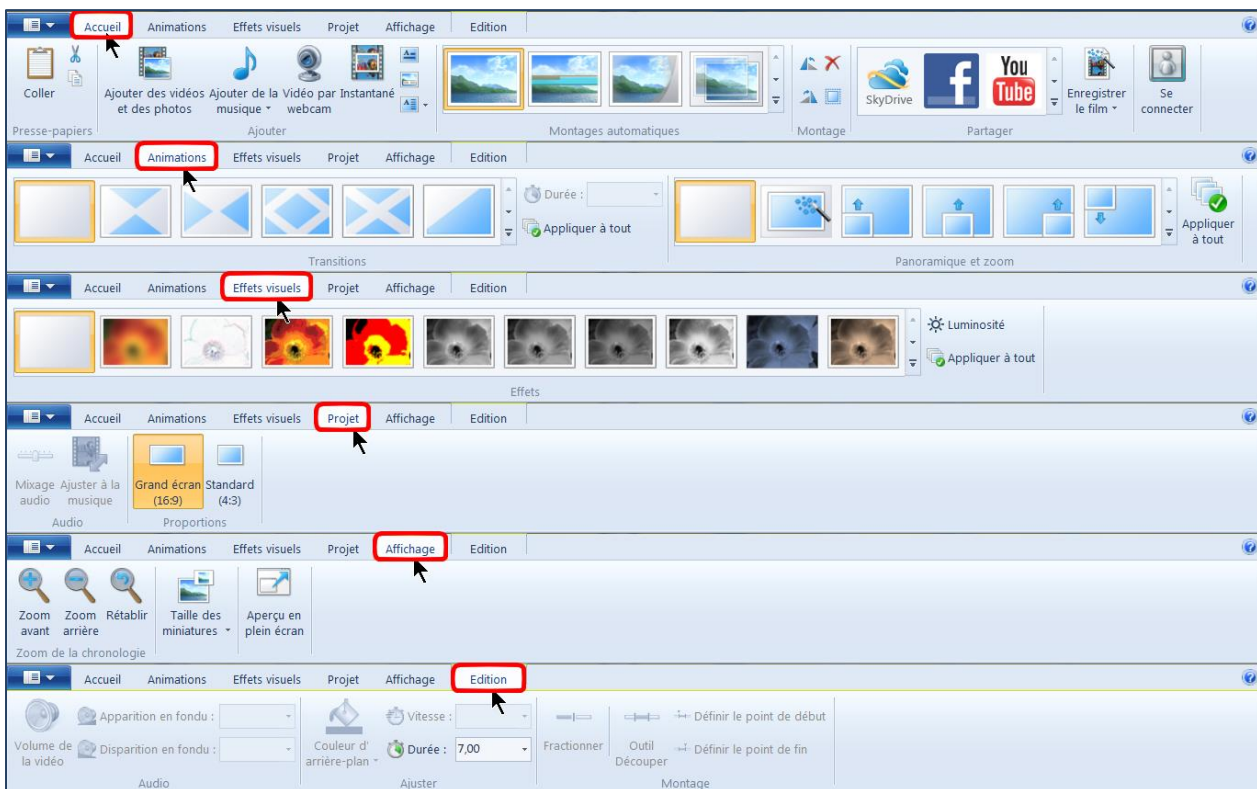 Accueil Animations Effets visuels Projet Affichage Edition
Coller
Ajouter des vidéos et des photos
Ajouter de la musique
Vidéo par webcam
Instantané
SkyDrive
f
You Tube
Enregistrer le film
Se connecter
Presse-papiers Ajouter Montages automatiques Montage Partager
Accueil Animations Effets visuels Projet Affichage Edition
Durée :
Appliquer à tout
Appliquer à tout
Transitions Panoramique et zoom
Accueil Animations Effets visuels Projet Affichage Edition
Luminosité
Appliquer à tout
Effets
Accueil Animations Effets visuels Projet Affichage Edition
Mixage audio
Ajuster à la musique
Grand écran (16:9)
Standard (4:3)
Audio Proportions
Accueil Animations Effets visuels Projet Affichage Edition
Zoom avant
Zoom arrière
Rétablir
Taille des miniatures
Aperçu en plein écran
Zoom de la chronologie
Accueil Animations Effets visuels Projet Affichage Edition
Volume de la vidéo
Apparition en fondu :
Disparition en fondu :
Couleur d' arrière-plan
Vitesse :
Durée : 7,00
Fractionner
Outil Découper
Définir le point de début
Définir le point de fin
Audio Ajuster Montage